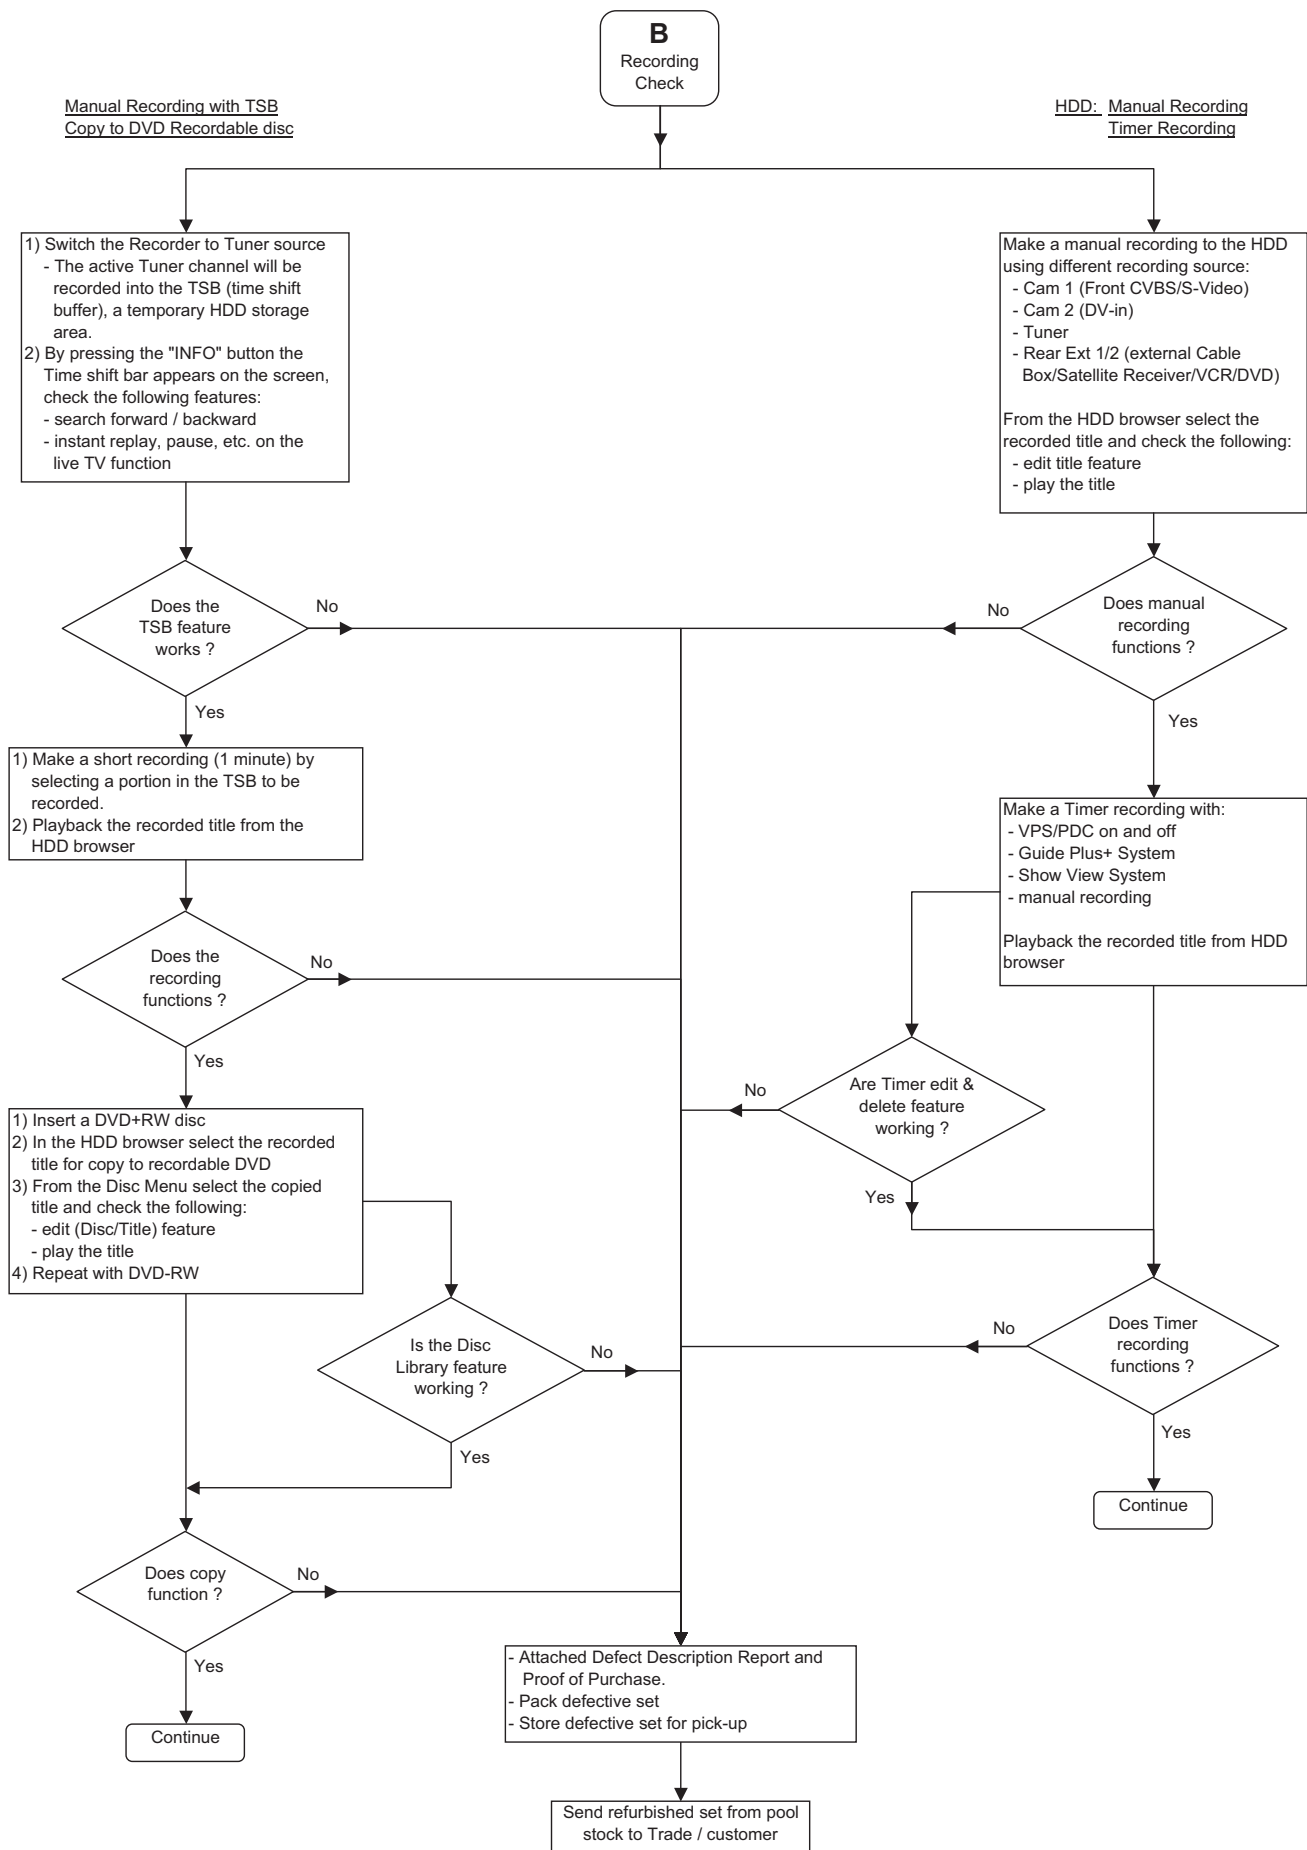 B
Recording
Check
Manual Recording with TSB
Copy to DVD Recordable disc
HDD: Manual Recording
Timer Recording
1) Switch the Recorder to Tuner source
- The active Tuner channel will be
recorded into the TSB (time shift
buffer), a temporary HDD storage
area.
2) By pressing the "INFO" button the
Time shift bar appears on the screen,
check the following features:
- search forward / backward
- instant replay, pause, etc. on the
live TV function
Make a manual recording to the HDD
using different recording source:
- Cam 1 (Front CVBS/S-Video)
- Cam 2 (DV-in)
- Tuner
- Rear Ext 1/2 (external Cable
Box/Satellite Receiver/VCR/DVD)
From the HDD browser select the
recorded title and check the following:
- edit title feature
- play the title
Does the
TSB feature
works ?
No
Yes
No
Does manual
recording
functions ?
Yes
1) Make a short recording (1 minute) by
selecting a portion in the TSB to be
recorded.
2) Playback the recorded title from the
HDD browser
Make a Timer recording with:
- VPS/PDC on and off
- Guide Plus+ System
- Show View System
- manual recording
Playback the recorded title from HDD
browser
Does the
recording
functions ?
No
Yes
No
Are Timer edit &
delete feature
working ?
Yes
1) Insert a DVD+RW disc
2) In the HDD browser select the recorded
title for copy to recordable DVD
3) From the Disc Menu select the copied
title and check the following:
- edit (Disc/Title) feature
- play the title
4) Repeat with DVD-RW
Is the Disc
Library feature
working ?
No
Yes
No
Does Timer
recording
functions ?
Yes
Continue
Does copy
function ?
No
Yes
Continue
- Attached Defect Description Report and
Proof of Purchase.
- Pack defective set
- Store defective set for pick-up
Send refurbished set from pool
stock to Trade / customer